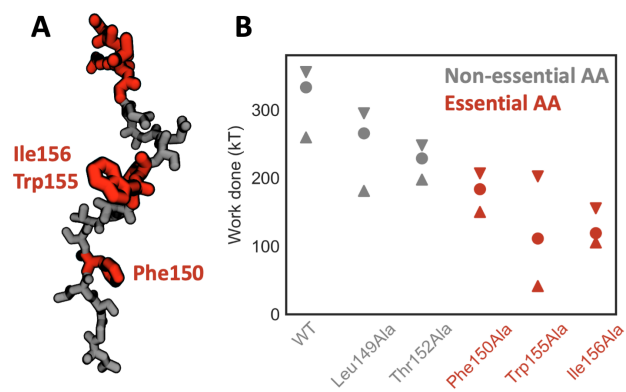 A
B
Ile156
Trp155
Phe150
Non-essential AA
Essential AA
Work done (kT)
300
200
100
0
WT
Leu149Ala
Thr152Ala
Phe150Ala
Trp155Ala
Ile156Ala